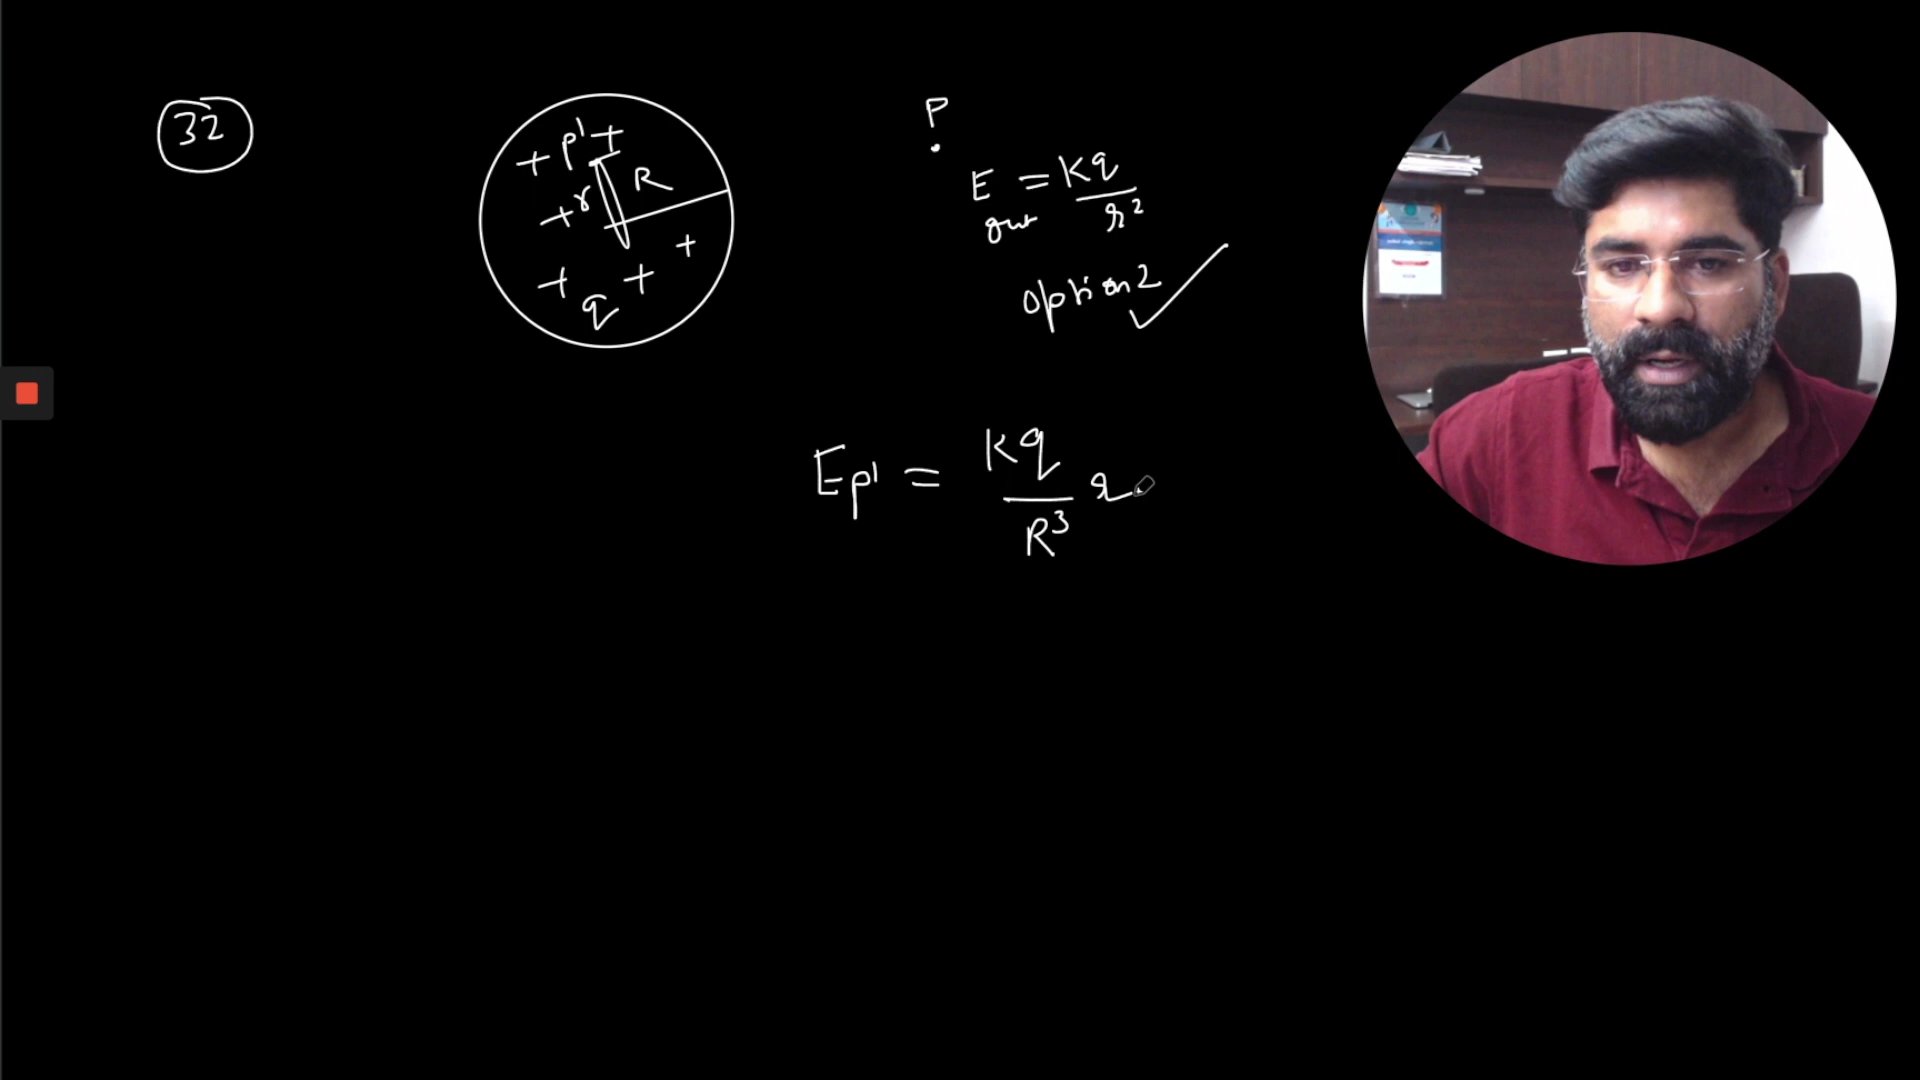 32
+ p' +
+ r R
+
+ + q
P
E out = Kq / r²
option 2 ✓
Ep' = Kq / R³ r